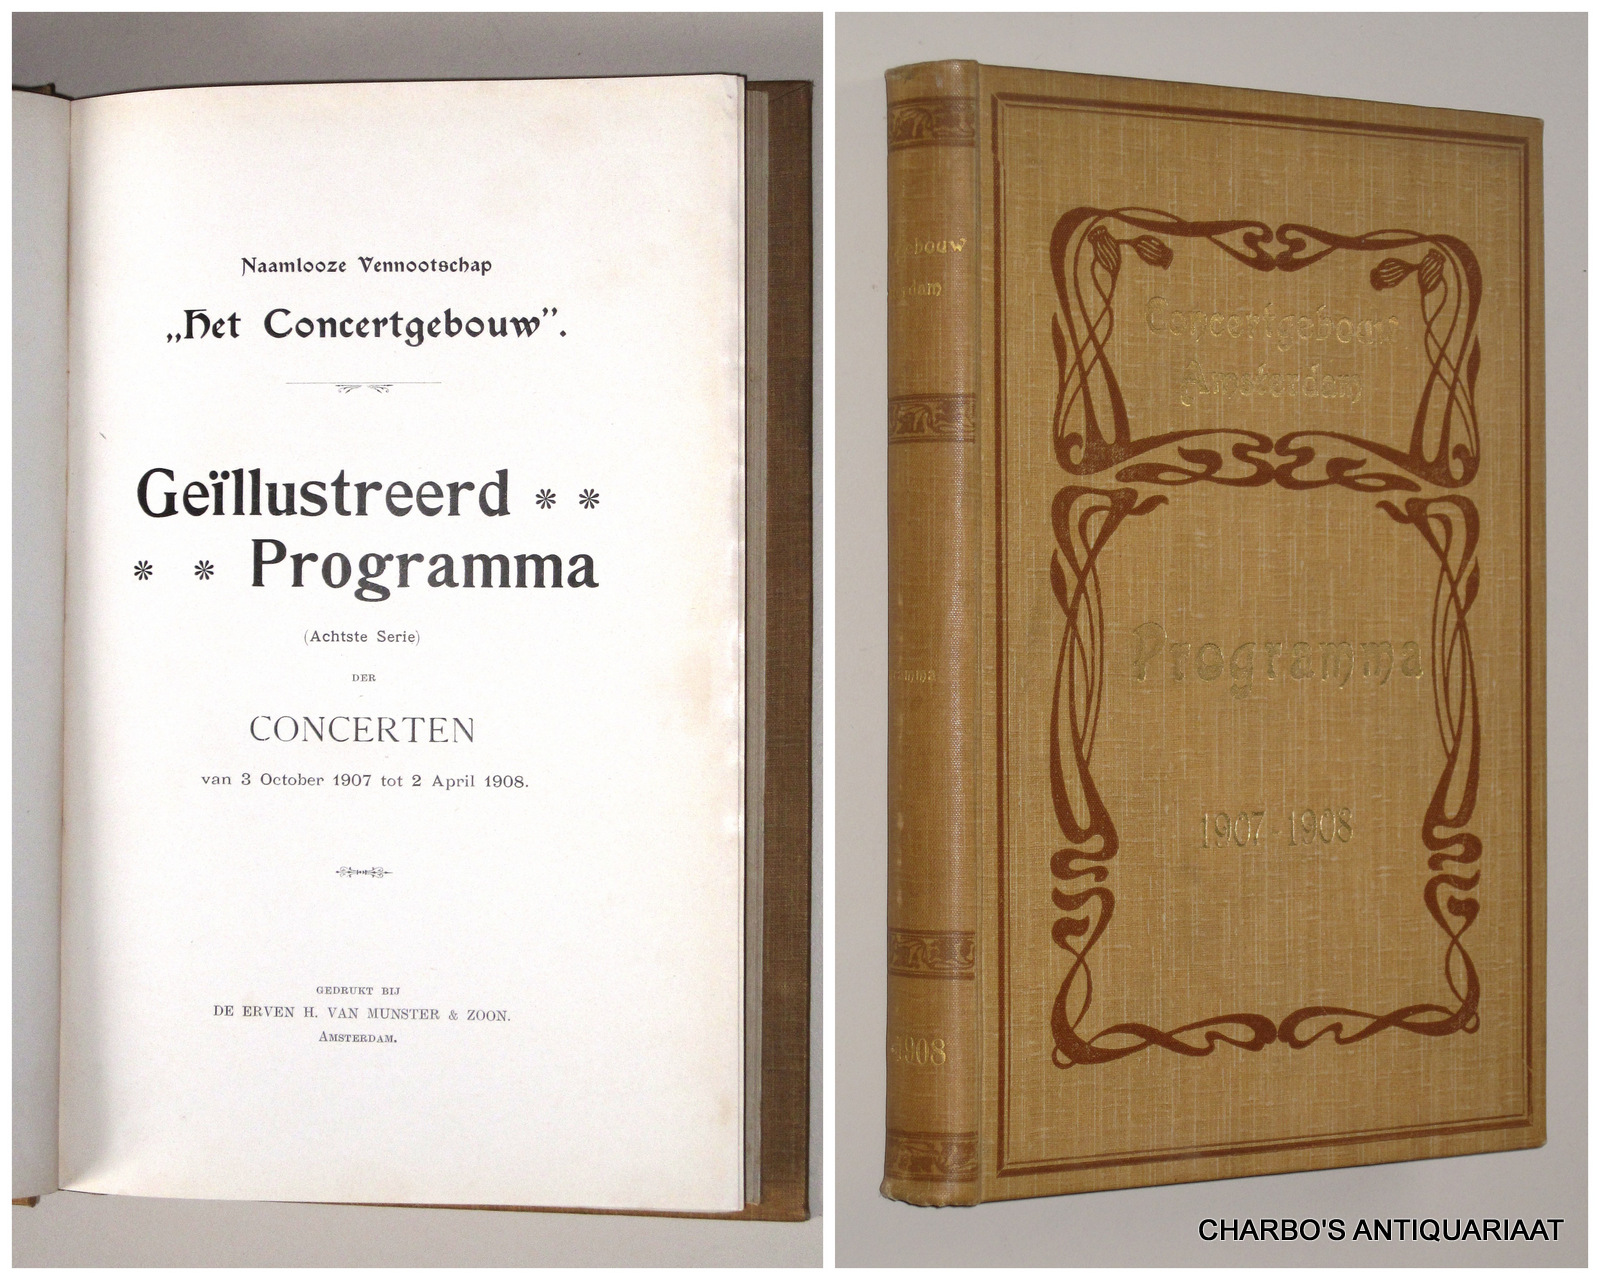 Naamlooze Vennootschap
„Het Concertgebouw”.
Geïllustreerd * *
* * Programma
(Achtste Serie)
DER
CONCERTEN
van 3 October 1907 tot 2 April 1908.
GEDRUKT BIJ
DE ERVEN H. VAN MUNSTER & ZOON.
AMSTERDAM.
Concertgebouw
Amsterdam
Programma
1907-1908
1908
CHARBO'S ANTIQUARIAAT